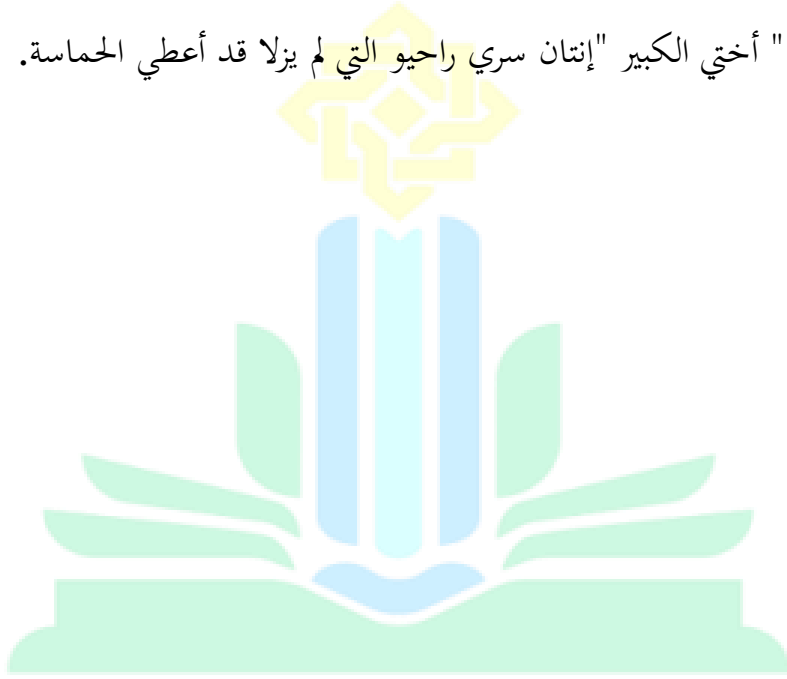 " أختي الكبير "إنتان سري راحيو التي لم يزلا قد أعطي الحماسة.